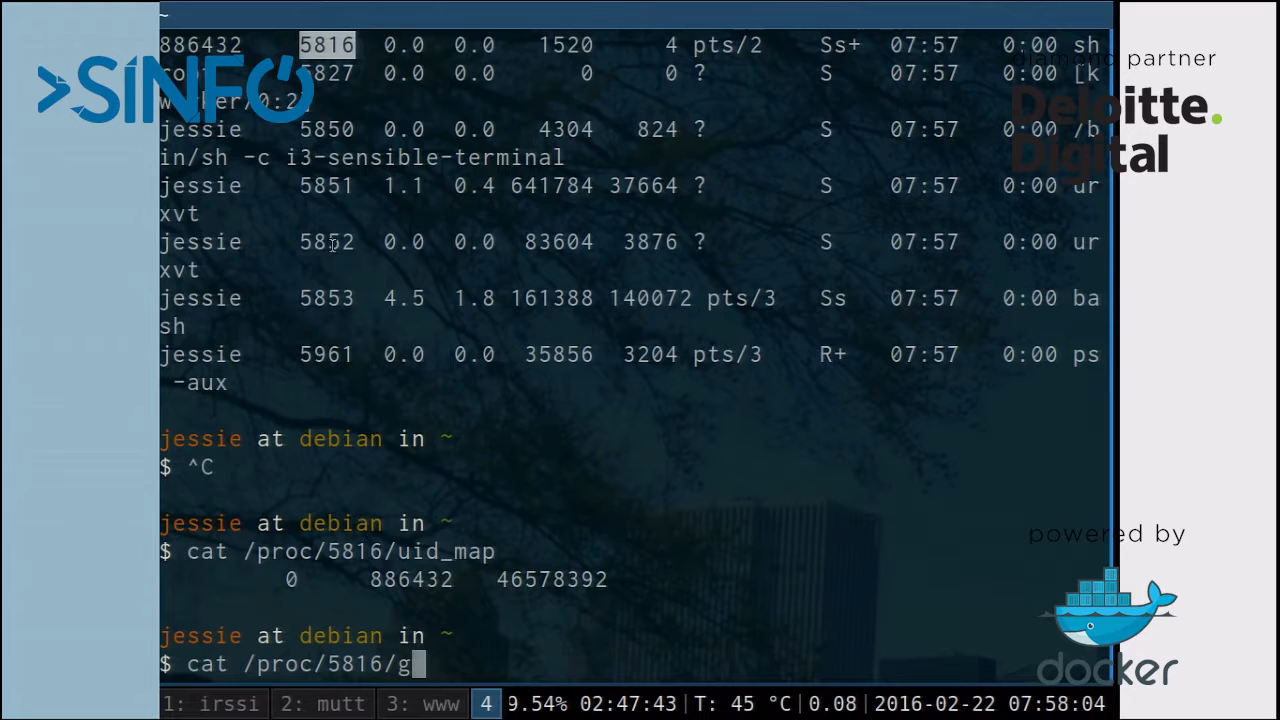 ~
886432 5816 0.0 0.0 1520 4 pts/2 Ss+ 07:57 0:00 sh
5827 0.0 0.0 0 0 ? S 07:57 0:00 [k
worker/0:2]
jessie 5850 0.0 0.0 4304 824 ? S 07:57 0:00 /b
in/sh -c i3-sensible-terminal
jessie 5851 1.1 0.4 641784 37664 ? S 07:57 0:00 ur
xvt
jessie 5852 0.0 0.0 83604 3876 ? S 07:57 0:00 ur
xvt
jessie 5853 4.5 1.8 161388 140072 pts/3 Ss 07:57 0:00 ba
sh
jessie 5961 0.0 0.0 35856 3204 pts/3 R+ 07:57 0:00 ps
-aux
jessie at debian in ~
$ ^C
jessie at debian in ~
$ cat /proc/5816/uid_map
0 886432 46578392
jessie at debian in ~
$ cat /proc/5816/g
1: irssi 2: mutt 3: www 4 9.54% 02:47:43 T: 45 °C 0.08 2016-02-22 07:58:04
>SINFO
diamond partner
Deloitte.
Digital
powered by
docker